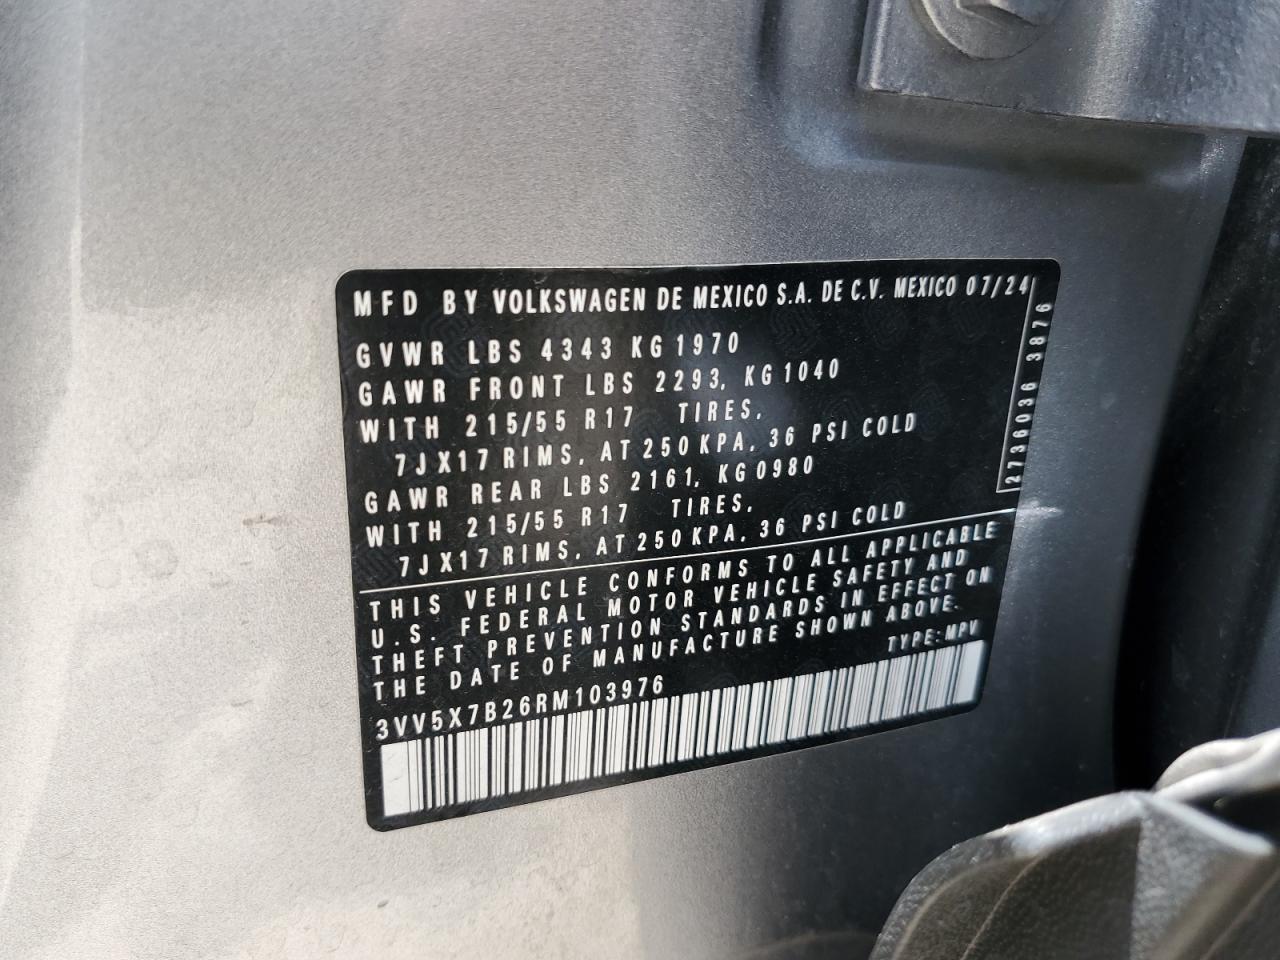 MFD BY VOLKSWAGEN DE MEXICO S.A. DE C.V. MEXICO 07/24
GVWR LBS 4343 KG 1970
GAWR FRONT LBS 2293, KG 1040
WITH 215/55 R17 TIRES,
7JX17 RIMS, AT 250 KPA, 36 PSI COLD
GAWR REAR LBS 2161, KG 0980
WITH 215/55 R17 TIRES,
7JX17 RIMS, AT 250 KPA, 36 PSI COLD
2736036 3876
THIS VEHICLE CONFORMS TO ALL APPLICABLE
U.S. FEDERAL MOTOR VEHICLE SAFETY AND
THEFT PREVENTION STANDARDS IN EFFECT ON
THE DATE OF MANUFACTURE SHOWN ABOVE.
TYPE: MPV
3VV5X7B26RM103976